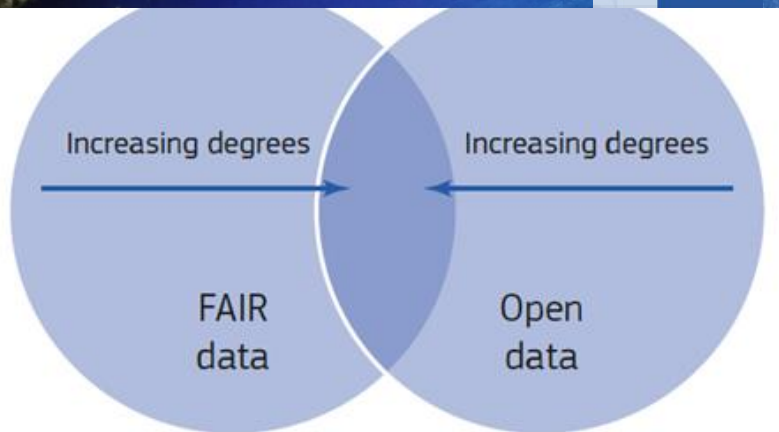 Increasing degrees
Increasing degrees
FAIR
data
Open
data